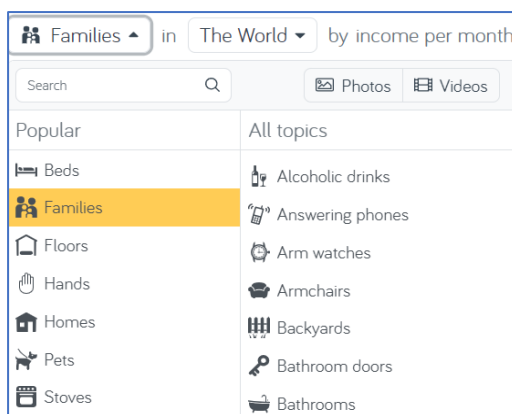 Families in The World by income per month
Search Photos Videos
Popular
Beds
Families
Floors
Hands
Homes
Pets
Stoves
All topics
Alcoholic drinks
Answering phones
Arm watches
Armchairs
Backyards
Bathroom doors
Bathrooms